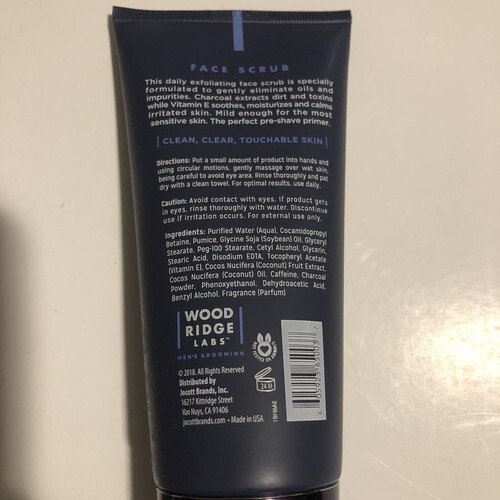 FACE SCRUB
This daily exfoliating face scrub is specially
formulated to gently eliminate oils and
impurities. Charcoal extracts dirt and toxins
while Vitamin E soothes, moisturizes and calms
irritated skin. Mild enough for the most
sensitive skin. The perfect pre-shave primer.
CLEAN, CLEAR, TOUCHABLE SKIN
Directions: Put a small amount of product into hands and
using circular motions, gently massage over wet skin,
being careful to avoid eye area. Rinse thoroughly and pat
dry with a clean towel. For optimal results, use daily.
Caution: Avoid contact with eyes. If product gets
in eyes, rinse thoroughly with water. Discontinue
use if irritation occurs. For external use only.
Ingredients: Purified Water (Aqua), Cocamidopropyl
Betaine, Pumice, Glycine Soja (Soybean) Oil, Glyceryl
Stearate, Peg-100 Stearate, Cetyl Alcohol, Glycerin,
Stearic Acid, Disodium EDTA, Tocopheryl Acetate
(Vitamin E), Cocos Nucifera (Coconut) Fruit Extract,
Cocos Nucifera (Coconut) Oil, Caffeine, Charcoal
Powder, Phenoxyethanol, Dehydroacetic Acid,
Benzyl Alcohol, Fragrance (Parfum)
WOOD
RIDGE
LABS™
MEN'S GROOMING
© 2018. All Rights Reserved
Distributed by
Jocott Brands, Inc.
16217 Kittridge Street
Van Nuys, CA 91406
jocottbrands.com • Made in USA
NOT TESTED ON ANIMALS
24 M